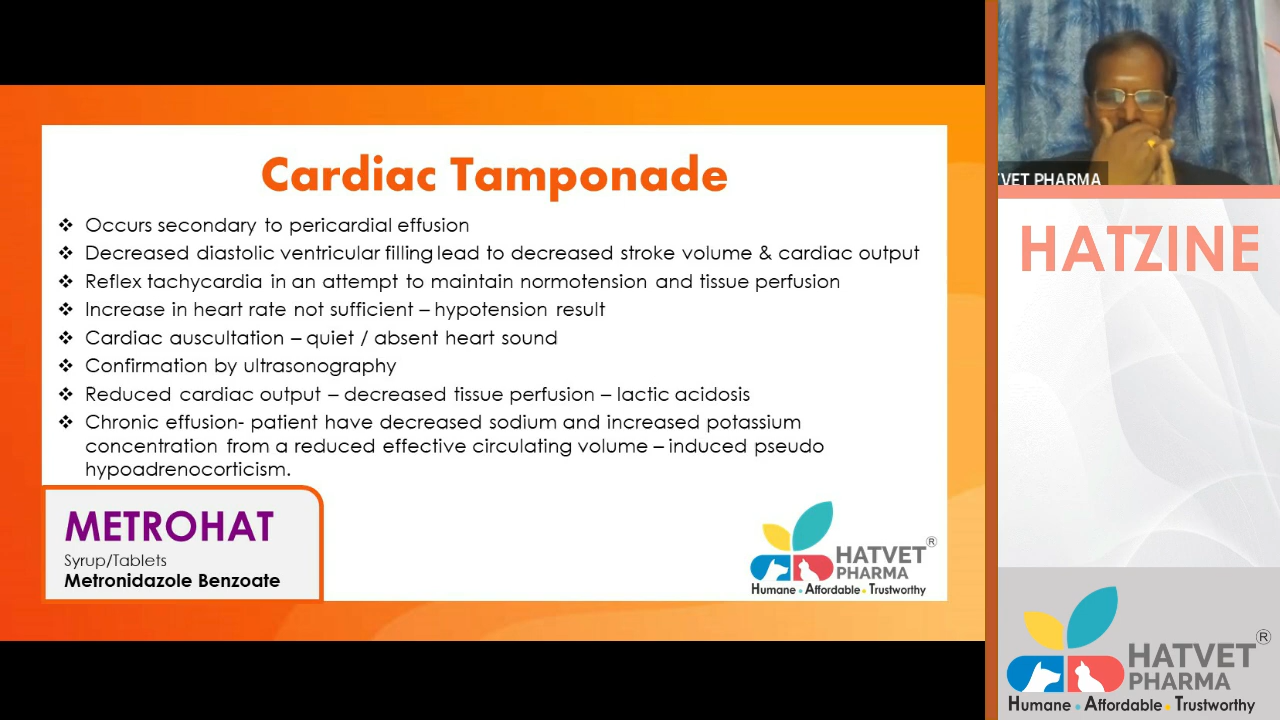 Cardiac Tamponade
❖ Occurs secondary to pericardial effusion
❖ Decreased diastolic ventricular filling lead to decreased stroke volume & cardiac output
❖ Reflex tachycardia in an attempt to maintain normotension and tissue perfusion
❖ Increase in heart rate not sufficient – hypotension result
❖ Cardiac auscultation – quiet / absent heart sound
❖ Confirmation by ultrasonography
❖ Reduced cardiac output – decreased tissue perfusion – lactic acidosis
❖ Chronic effusion- patient have decreased sodium and increased potassium
concentration from a reduced effective circulating volume – induced pseudo
hypoadrenocorticism.
METROHAT
Syrup/Tablets
Metronidazole Benzoate
HATVET®
PHARMA
Humane • Affordable • Trustworthy
VET PHARMA
HATZINE
HATVET®
PHARMA
Humane • Affordable • Trustworthy